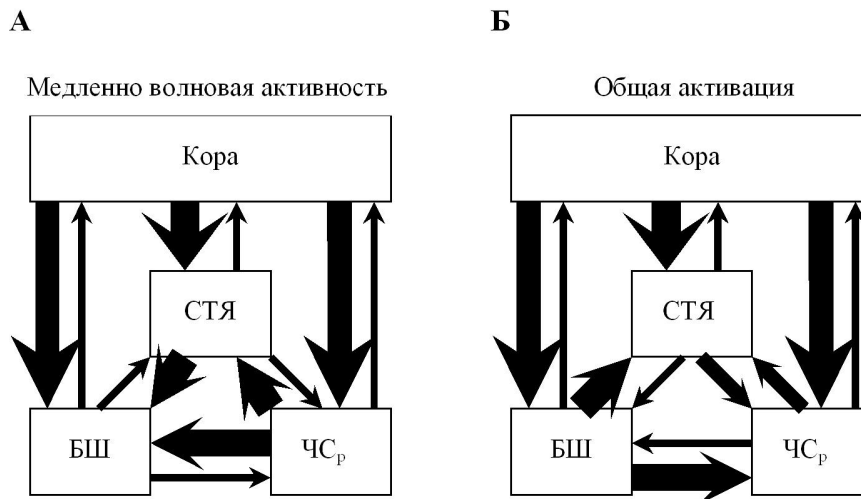 А
Б
Медленно волновая активность
Общая активация
Кора
Кора
СТЯ
СТЯ
БШ
ЧСр
БШ
ЧСр